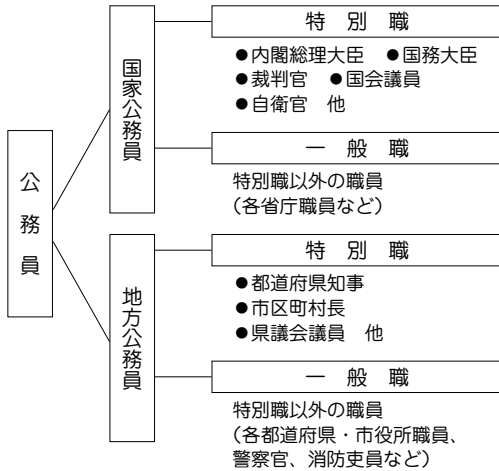 公務員
国家公務員
特別職
●内閣総理大臣　●国務大臣
●裁判官　●国会議員
●自衛官　他
一般職
特別職以外の職員
（各省庁職員など）
地方公務員
特別職
●都道府県知事
●市区町村長
●県議会議員　他
一般職
特別職以外の職員
（各都道府県・市役所職員、
警察官、消防吏員など）